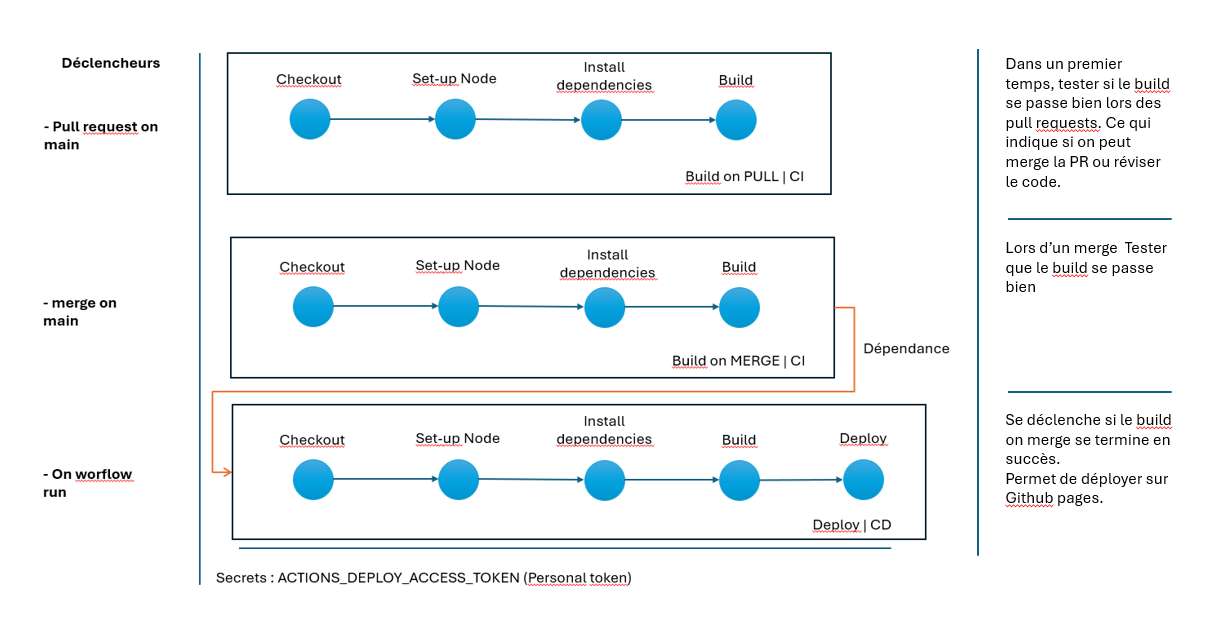 Déclencheurs
- Pull request on
main
Checkout
Set-up Node
Install
dependencies
Build
Build on PULL | CI
Dans un premier
temps, tester si le build
se passe bien lors des
pull requests. Ce qui
indique si on peut
merge la PR ou réviser
le code.
- merge on
main
Checkout
Set-up Node
Install
dependencies
Build
Build on MERGE | CI
Dépendance
Lors d’un merge  Tester
que le build se passe
bien
- On worflow
run
Checkout
Set-up Node
Install
dependencies
Build
Deploy
Deploy | CD
Se déclenche si le build
on merge se termine en
succès.
Permet de déployer sur
Github pages.
Secrets : ACTIONS_DEPLOY_ACCESS_TOKEN (Personal token)